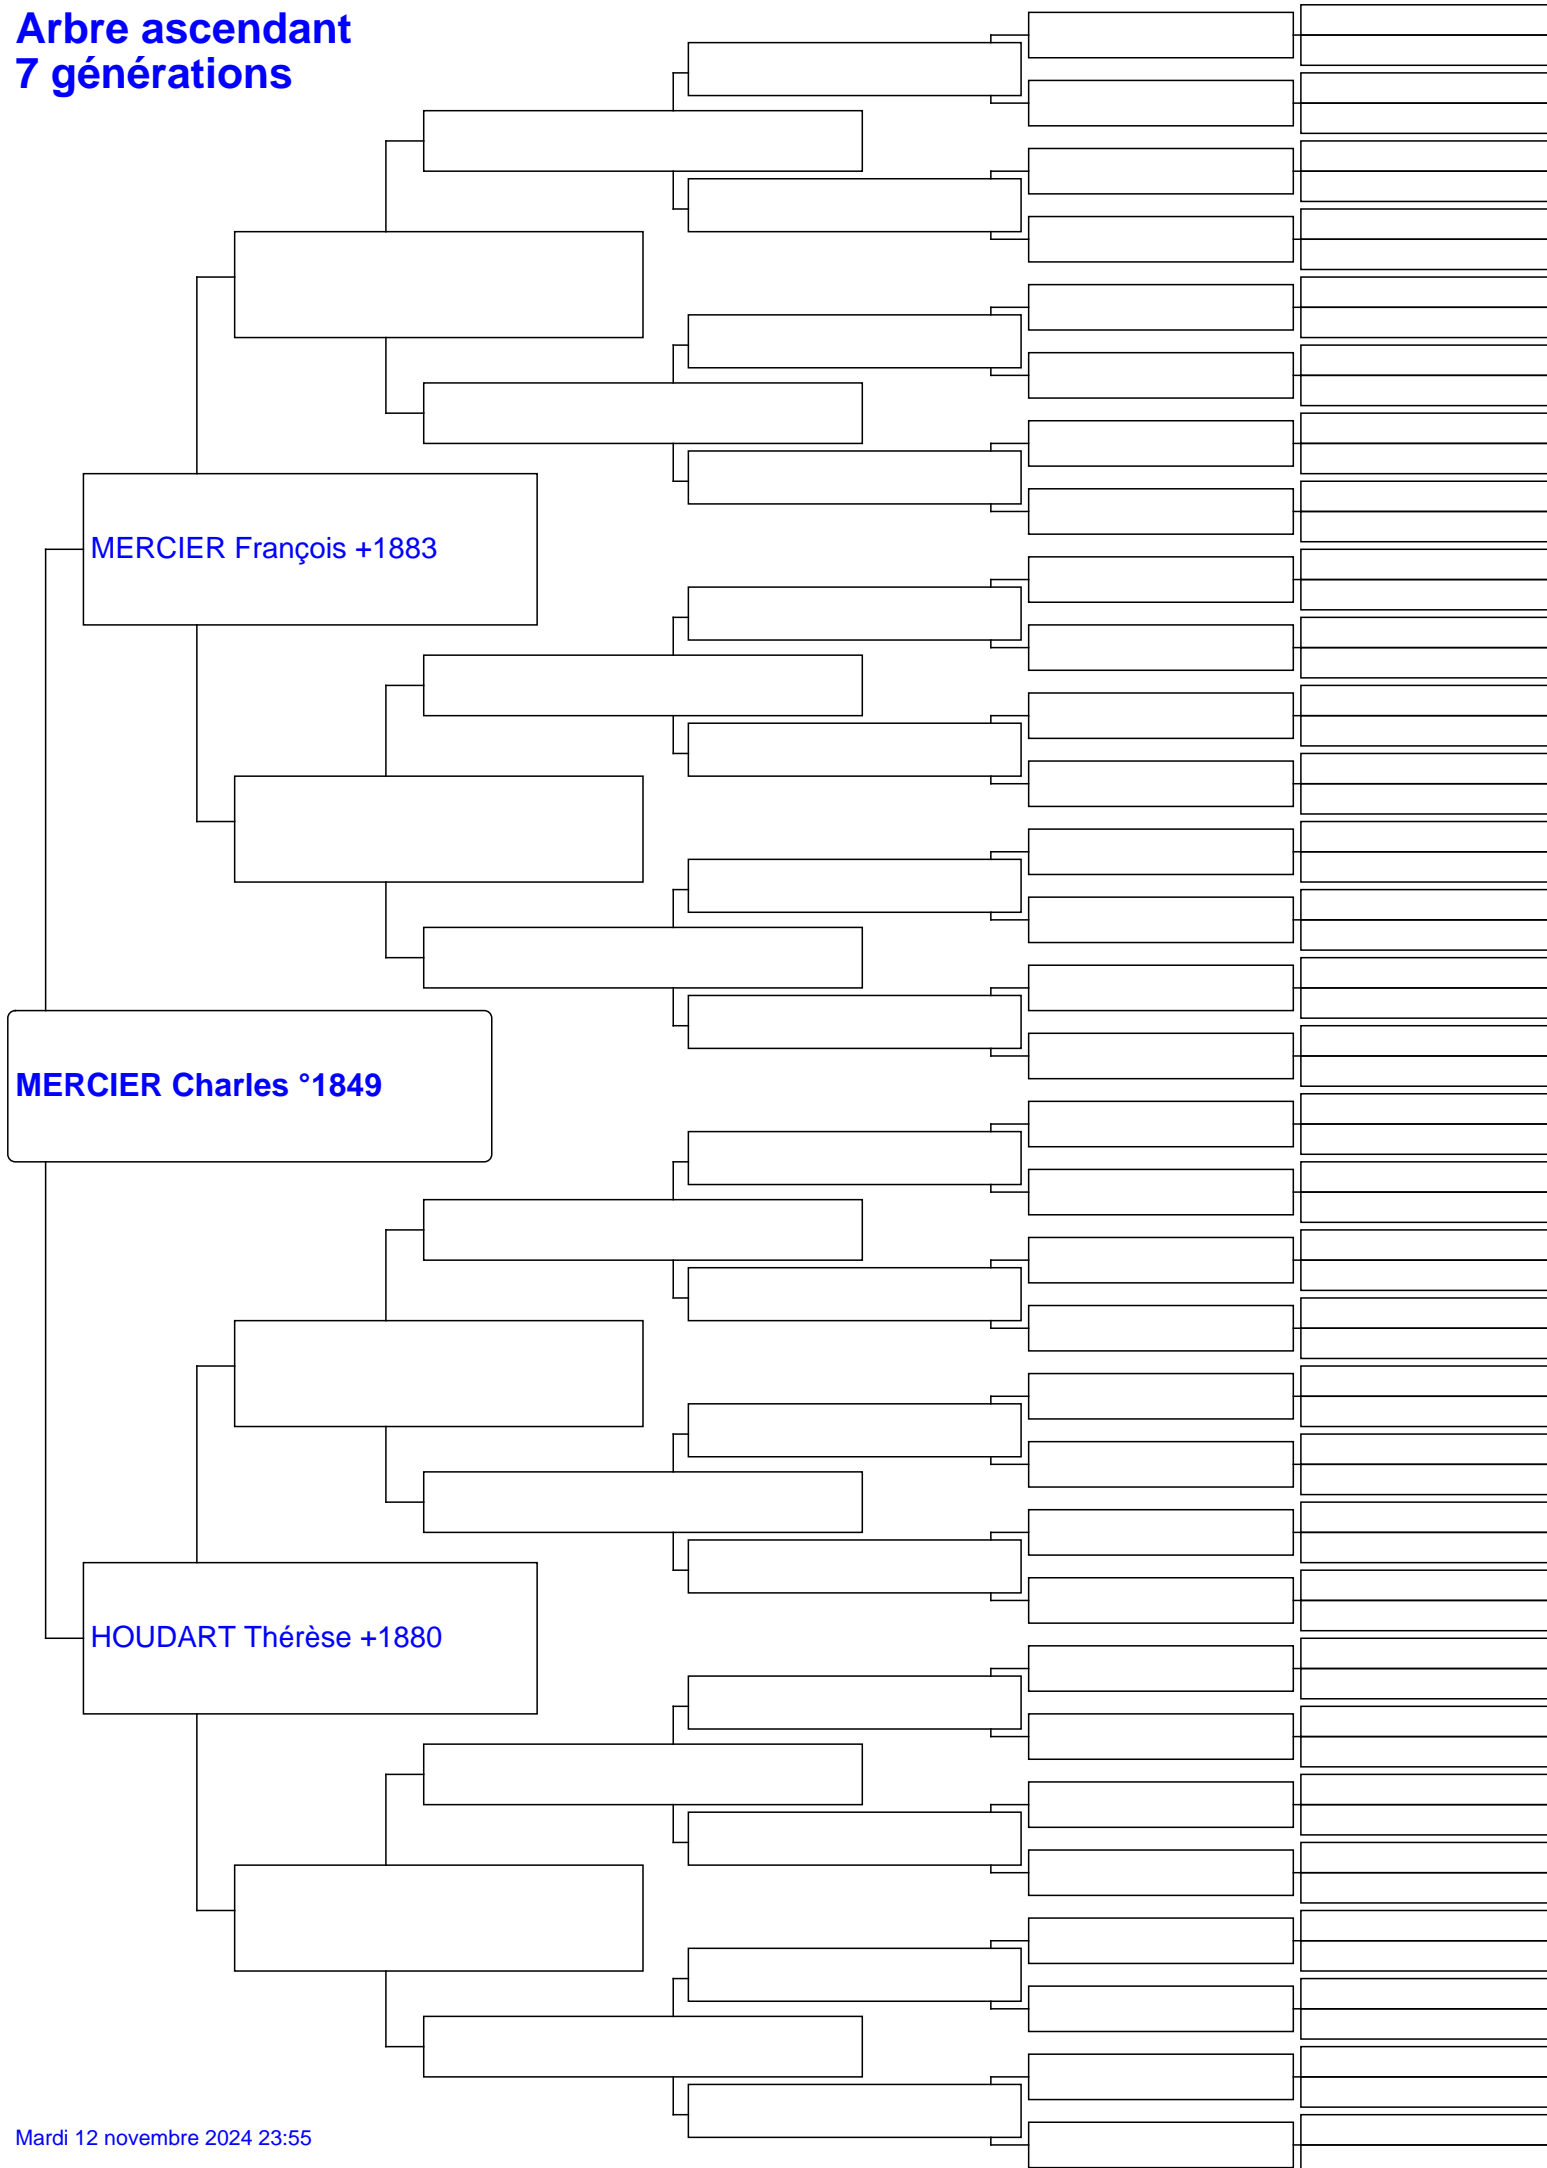 Arbre ascendant
7 générations
MERCIER François +1883
MERCIER Charles °1849
HOUDART Thérèse +1880
Mardi 12 novembre 2024 23:55